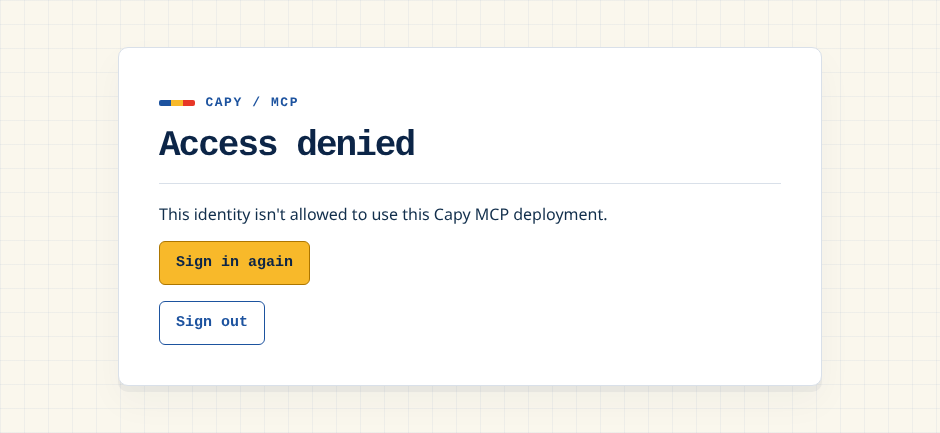 CAPY / MCP
Access denied
This identity isn't allowed to use this Capy MCP deployment.
Sign in again
Sign out